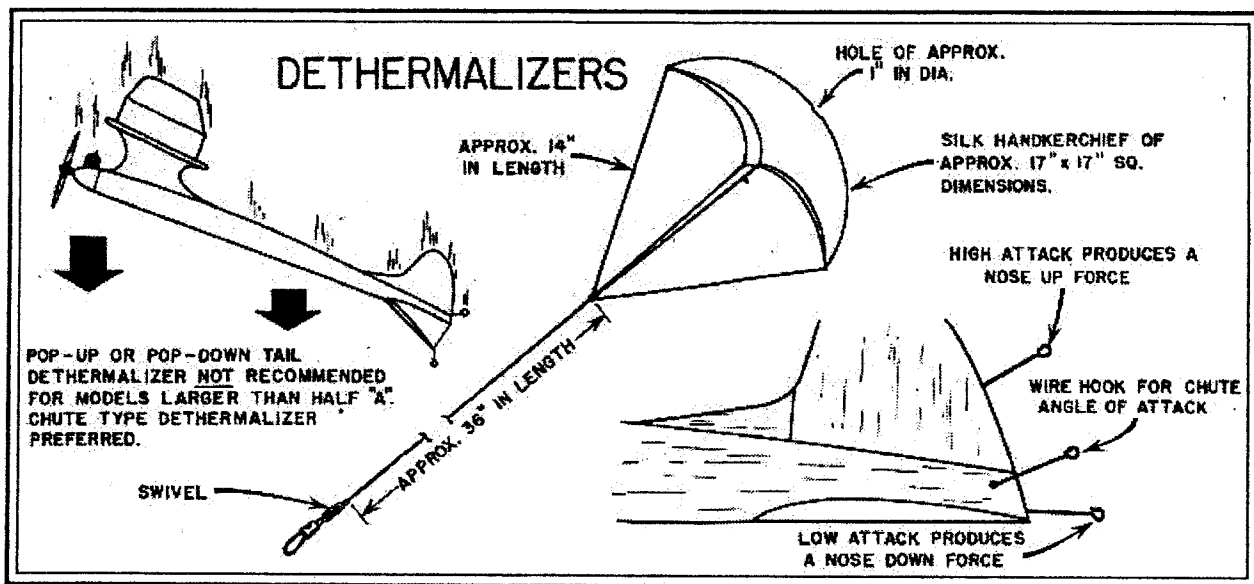 DETHERMALIZERS
HOLE OF APPROX.
1" IN DIA.
APPROX. 14"
IN LENGTH
SILK HANDKERCHIEF OF
APPROX. 17" x 17" SQ.
DIMENSIONS.
HIGH ATTACK PRODUCES A
NOSE UP FORCE
POP-UP OR POP-DOWN TAIL
DETHERMALIZER NOT RECOMMENDED
FOR MODELS LARGER THAN HALF "A".
CHUTE TYPE DETHERMALIZER
PREFERRED.
WIRE HOOK FOR CHUTE
ANGLE OF ATTACK
APPROX. 36" IN LENGTH
SWIVEL
LOW ATTACK PRODUCES
A NOSE DOWN FORCE